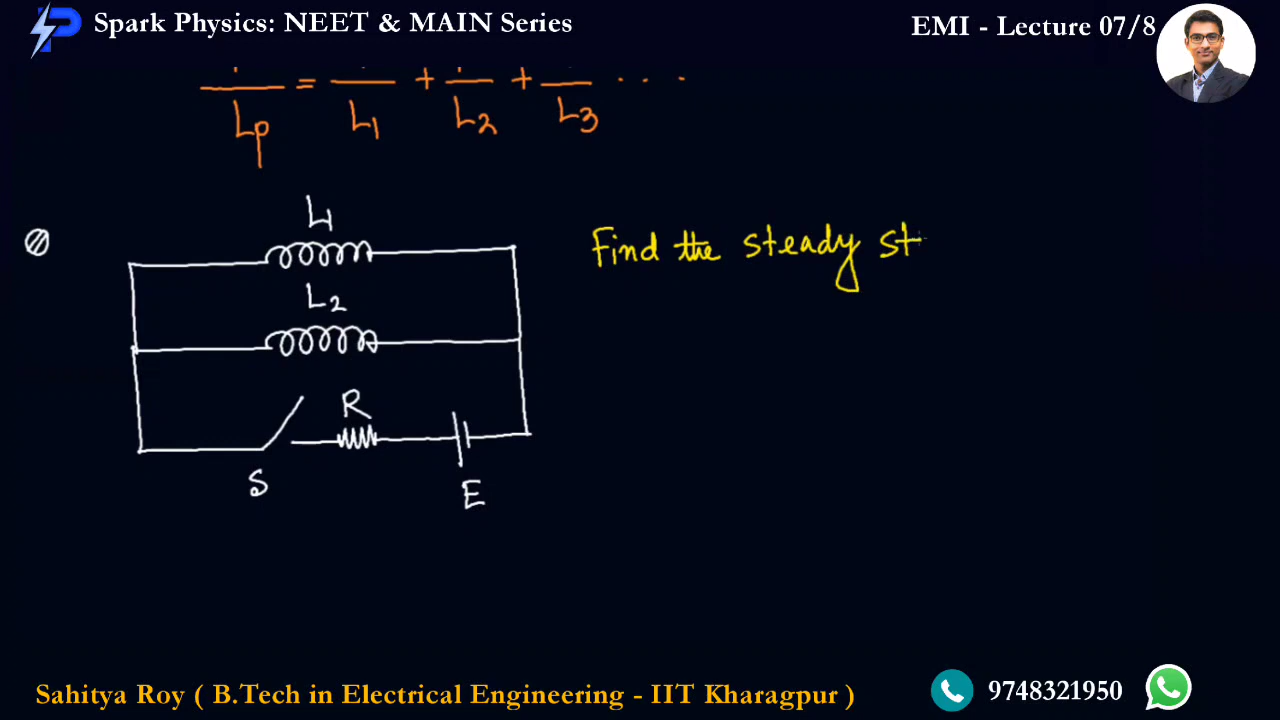 Spark Physics: NEET & MAIN Series
EMI - Lecture 07/8
Lp = L1 + L2 + L3 ....
L1
L2
R
S
E
Find the steady st
Sahitya Roy ( B.Tech in Electrical Engineering - IIT Kharagpur )
9748321950